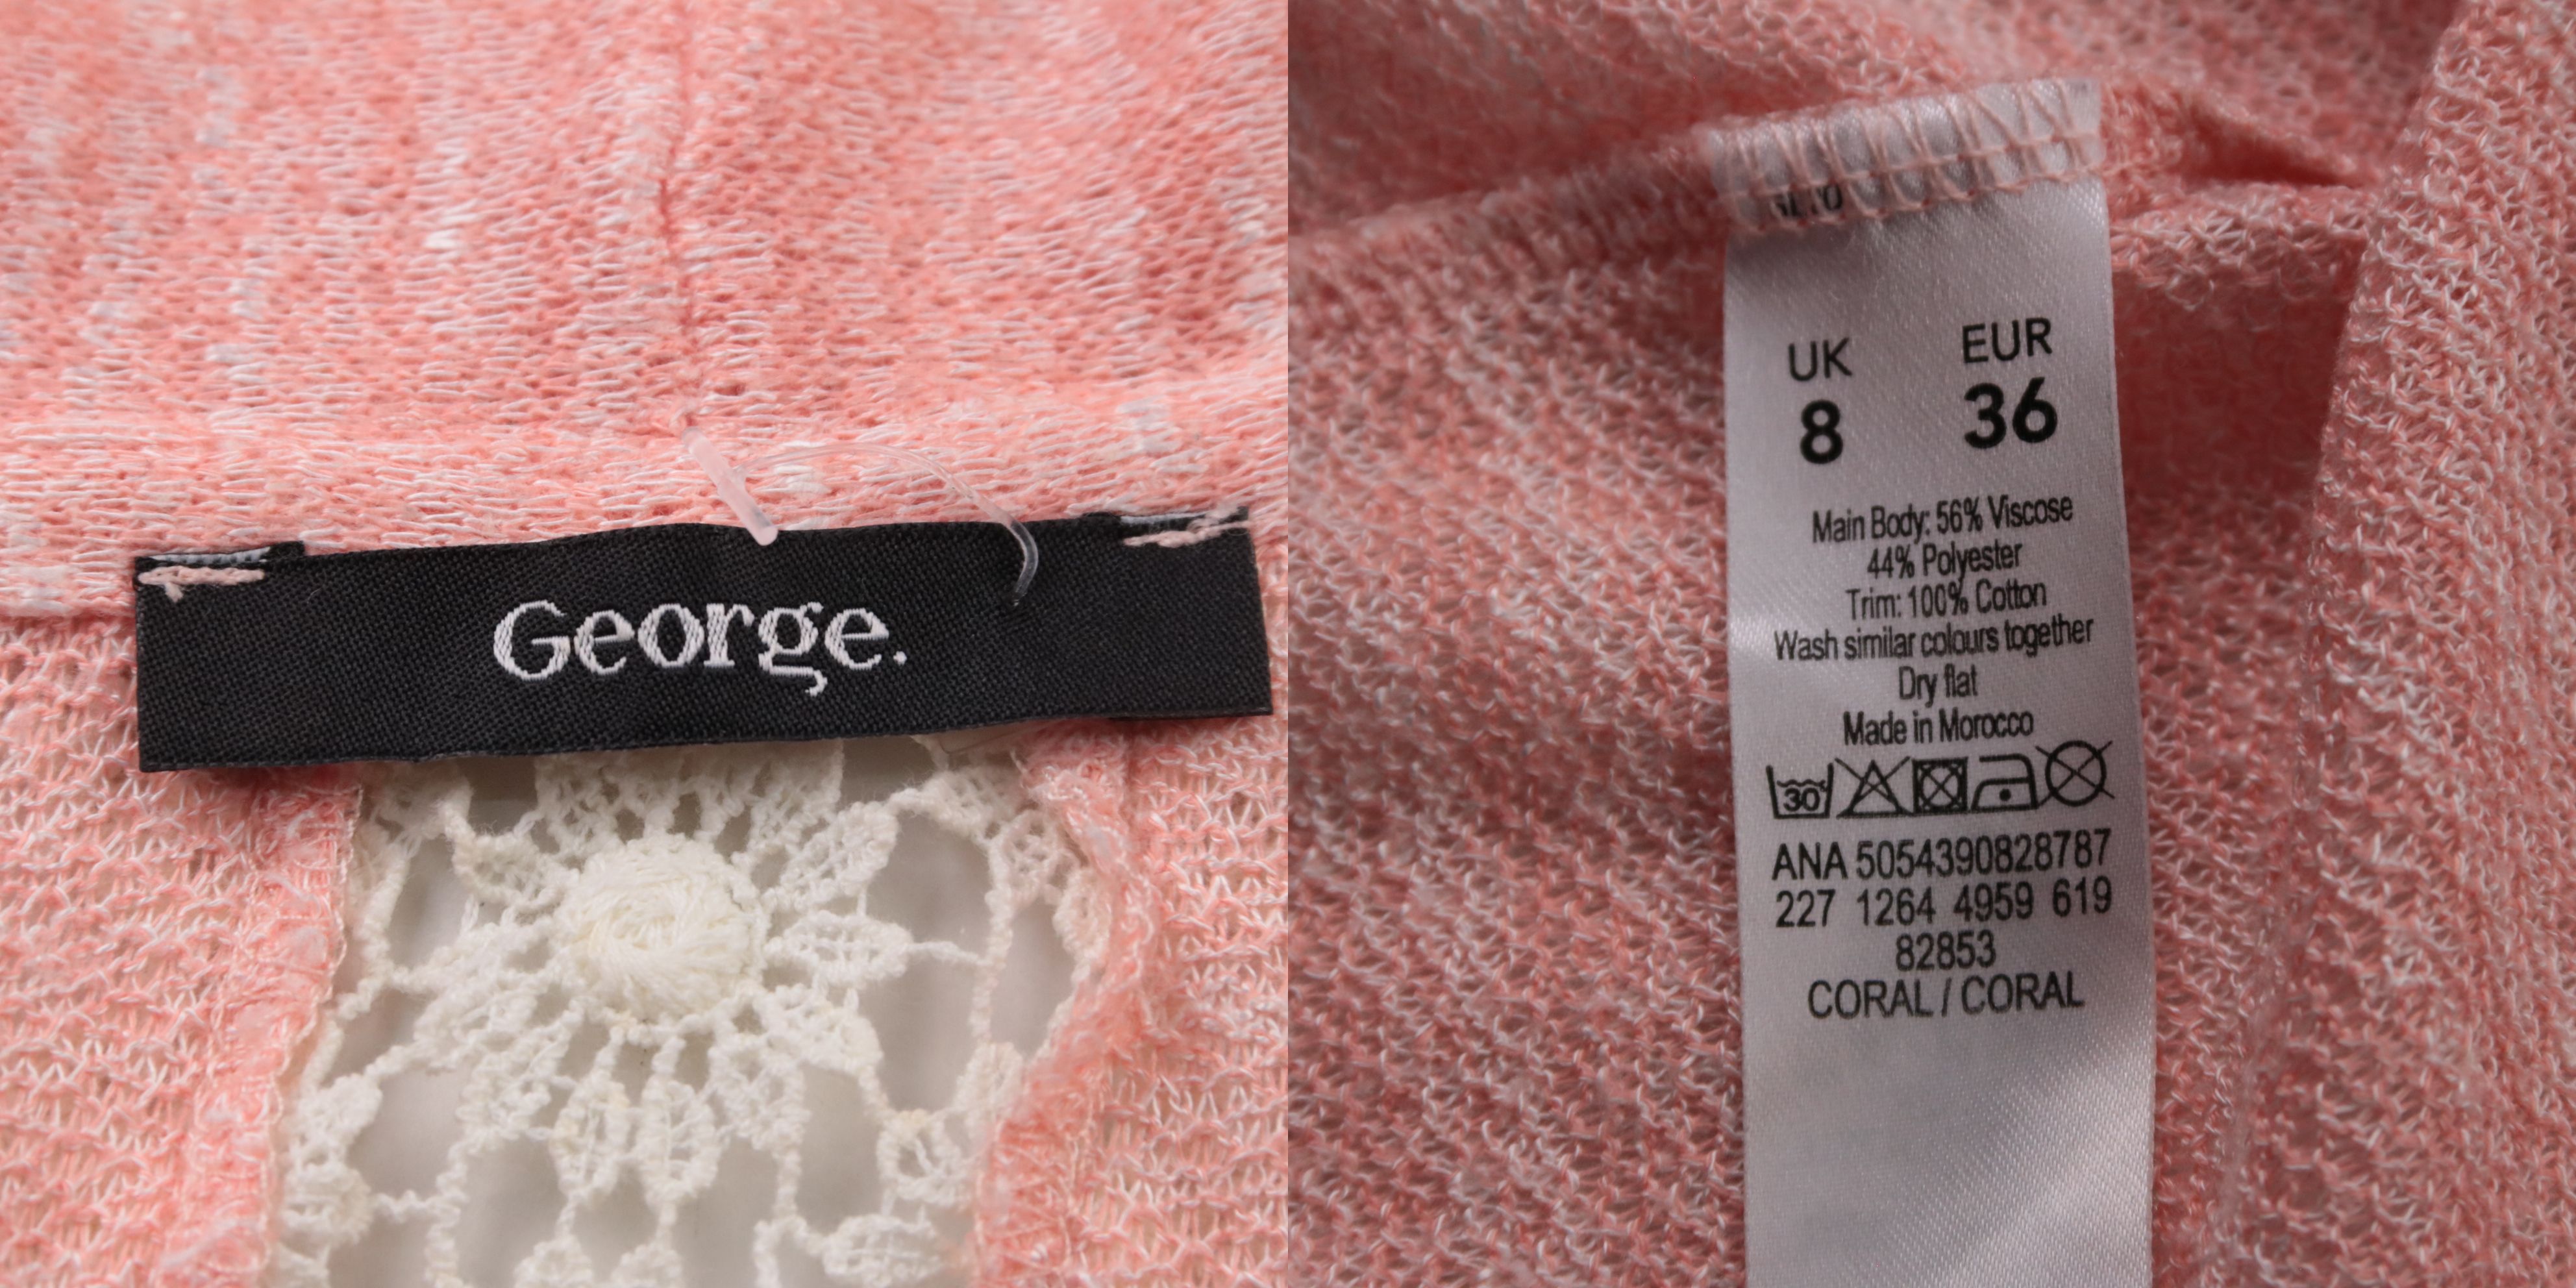 George.
UK EUR
8 36
Main Body: 56% Viscose
44% Polyester
Trim: 100% Cotton
Wash similar colours together
Dry flat
Made in Morocco
30
ANA 5054390828787
227 1264 4959 619
82853
CORAL / CORAL